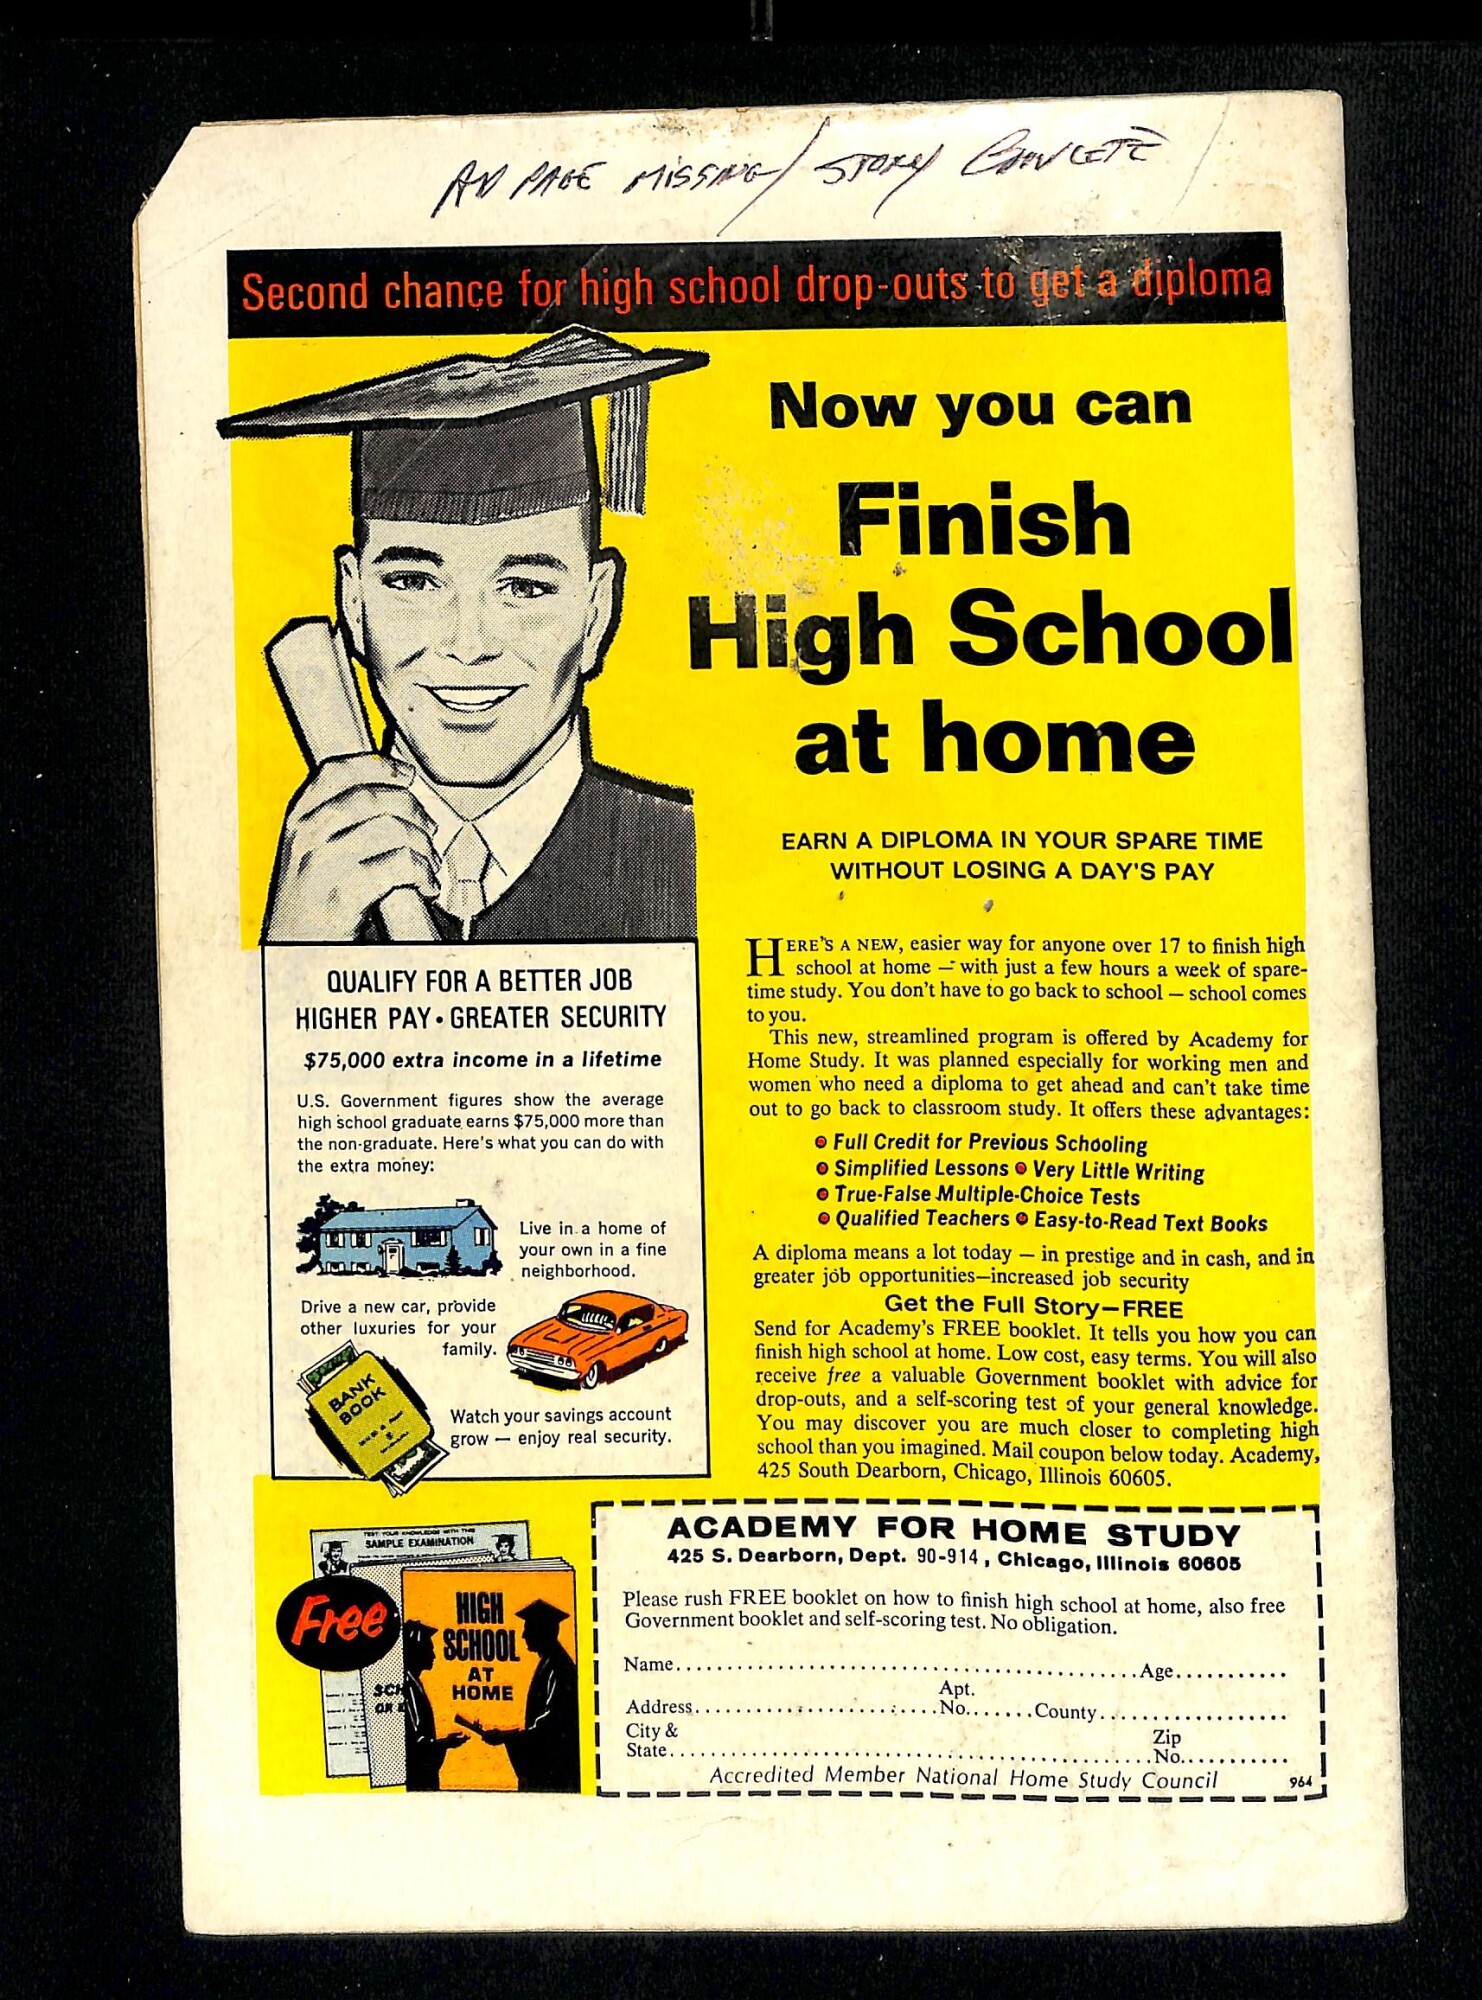 AD PAGE MISSING / STORY COMPLETE
Second chance for high school drop-outs to get a diploma
Now you can
Finish
High School
at home
EARN A DIPLOMA IN YOUR SPARE TIME
WITHOUT LOSING A DAY'S PAY
HERE'S A NEW, easier way for anyone over 17 to finish high
school at home — with just a few hours a week of spare-
time study. You don't have to go back to school — school comes
to you.
This new, streamlined program is offered by Academy for
Home Study. It was planned especially for working men and
women who need a diploma to get ahead and can't take time
out to go back to classroom study. It offers these advantages:
• Full Credit for Previous Schooling
• Simplified Lessons • Very Little Writing
• True-False Multiple-Choice Tests
• Qualified Teachers • Easy-to-Read Text Books
A diploma means a lot today — in prestige and in cash, and in
greater job opportunities—increased job security
Get the Full Story—FREE
Send for Academy's FREE booklet. It tells you how you can
finish high school at home. Low cost, easy terms. You will also
receive free a valuable Government booklet with advice for
drop-outs, and a self-scoring test of your general knowledge.
You may discover you are much closer to completing high
school than you imagined. Mail coupon below today. Academy,
425 South Dearborn, Chicago, Illinois 60605.
QUALIFY FOR A BETTER JOB
HIGHER PAY • GREATER SECURITY
$75,000 extra income in a lifetime
U.S. Government figures show the average
high school graduate earns $75,000 more than
the non-graduate. Here's what you can do with
the extra money:
Live in a home of
your own in a fine
neighborhood.
Drive a new car, provide
other luxuries for your
family.
BANK
BOOK
Watch your savings account
grow — enjoy real security.
TEST YOUR KNOWLEDGE WITH THIS
SAMPLE EXAMINATION
Free
HIGH
SCHOOL
AT
HOME
ACADEMY FOR HOME STUDY
425 S. Dearborn, Dept. 90-914, Chicago, Illinois 60605
Please rush FREE booklet on how to finish high school at home, also free
Government booklet and self-scoring test. No obligation.
Name........................................Age...........
Apt.
Address........................No.......County...................
City &
State........................................
Zip
No...........
Accredited Member National Home Study Council 964